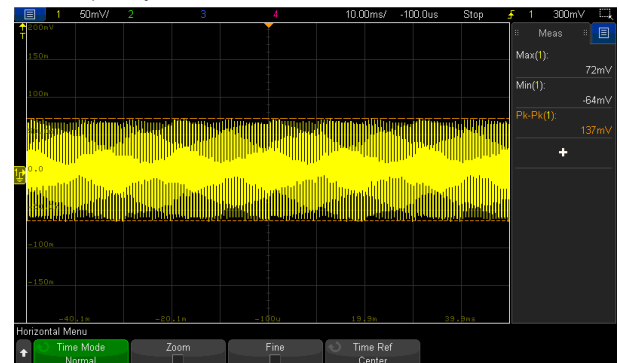 1 50mV/ 2 3 4 10.00ms/ -100.0us Stop 1 300mV
T
200mV
Meas
150m
Max(1):
72mV
100m
Min(1):
-64mV
Pk-Pk(1):
137mV
+
0.0
-100m
-150m
-40.1m -20.1m -100u 19.9m 39.9ms
Horizontal Menu
Time Mode Zoom Fine Time Ref
Normal Center